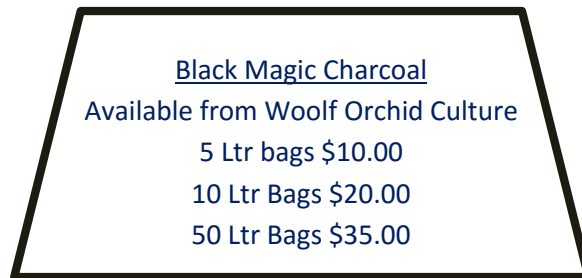 Black Magic Charcoal
Available from Woolf Orchid Culture
5 Ltr bags $10.00
10 Ltr Bags $20.00
50 Ltr Bags $35.00